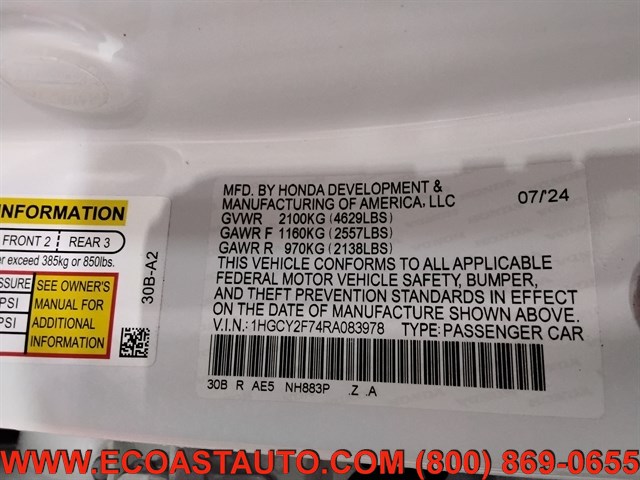 MFD. BY HONDA DEVELOPMENT &
MANUFACTURING OF AMERICA, LLC 07/'24
GVWR 2100KG (4629LBS)
GAWR F 1160KG (2557LBS)
GAWR R 970KG (2138LBS)
THIS VEHICLE CONFORMS TO ALL APPLICABLE
FEDERAL MOTOR VEHICLE SAFETY, BUMPER,
AND THEFT PREVENTION STANDARDS IN EFFECT
ON THE DATE OF MANUFACTURE SHOWN ABOVE.
V.I.N.: 1HGCY2F74RA083978 TYPE: PASSENGER CAR
30B R AE5 NH883P .Z .A
INFORMATION
FRONT 2 REAR 3
exceed 385kg or 850lbs.
SEE OWNER'S
MANUAL FOR
ADDITIONAL
INFORMATION
PSI
PSI
30B-A2
WWW.ECOASTAUTO.COM (800) 869-0655